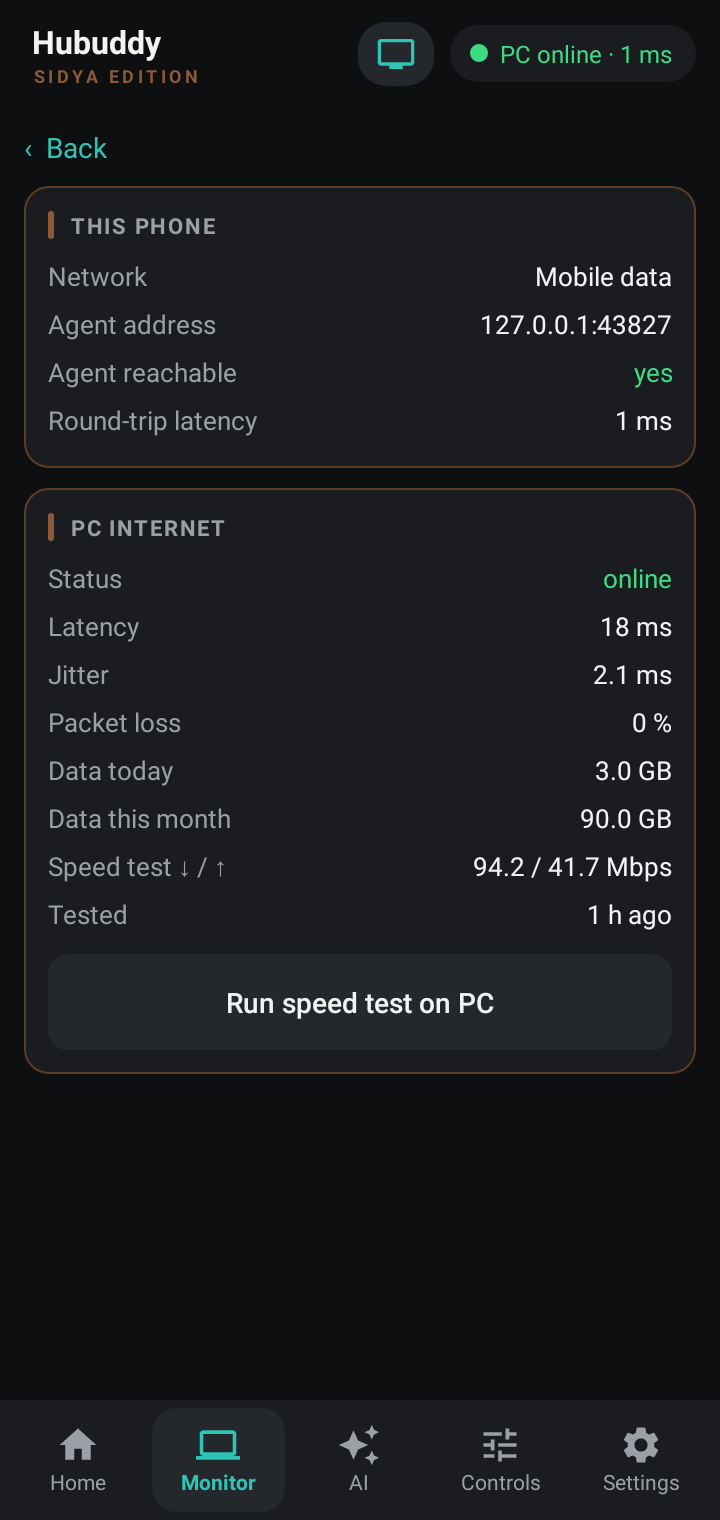 Hubuddy
SIDYA EDITION
PC online · 1 ms
‹ Back
THIS PHONE
Network Mobile data
Agent address 127.0.0.1:43827
Agent reachable yes
Round-trip latency 1 ms
PC INTERNET
Status online
Latency 18 ms
Jitter 2.1 ms
Packet loss 0 %
Data today 3.0 GB
Data this month 90.0 GB
Speed test ↓ / ↑ 94.2 / 41.7 Mbps
Tested 1 h ago
Run speed test on PC
Home Monitor AI Controls Settings